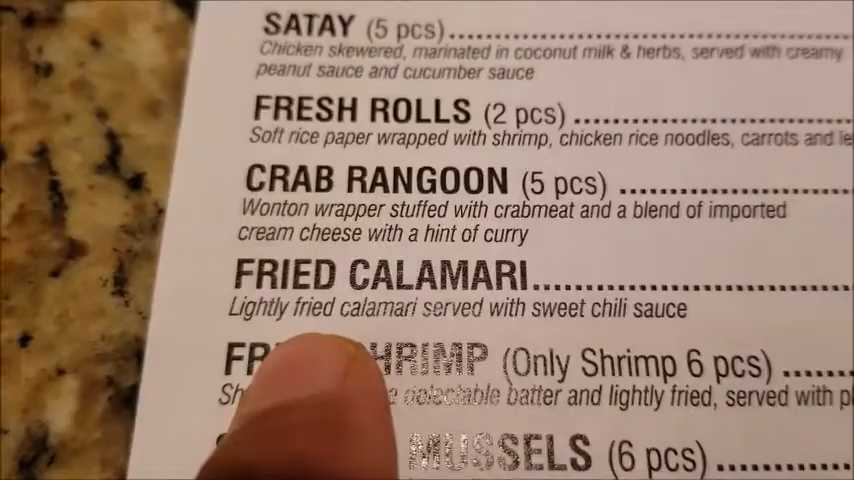 SATAY (5 pcs)
Chicken skewered, marinated in coconut milk & herbs, served with creamy
peanut sauce and cucumber sauce
FRESH ROLLS (2 pcs)
Soft rice paper wrapped with shrimp, chicken rice noodles, carrots and
CRAB RANGOON (5 pcs)
Wonton wrapper stuffed with crabmeat and a blend of imported
cream cheese with a hint of curry
FRIED CALAMARI
Lightly fried calamari served with sweet chili sauce
SHRIMP (Only Shrimp 6 pcs)
a delectable batter and lightly fried, served with
MUSSELS (6 pcs)